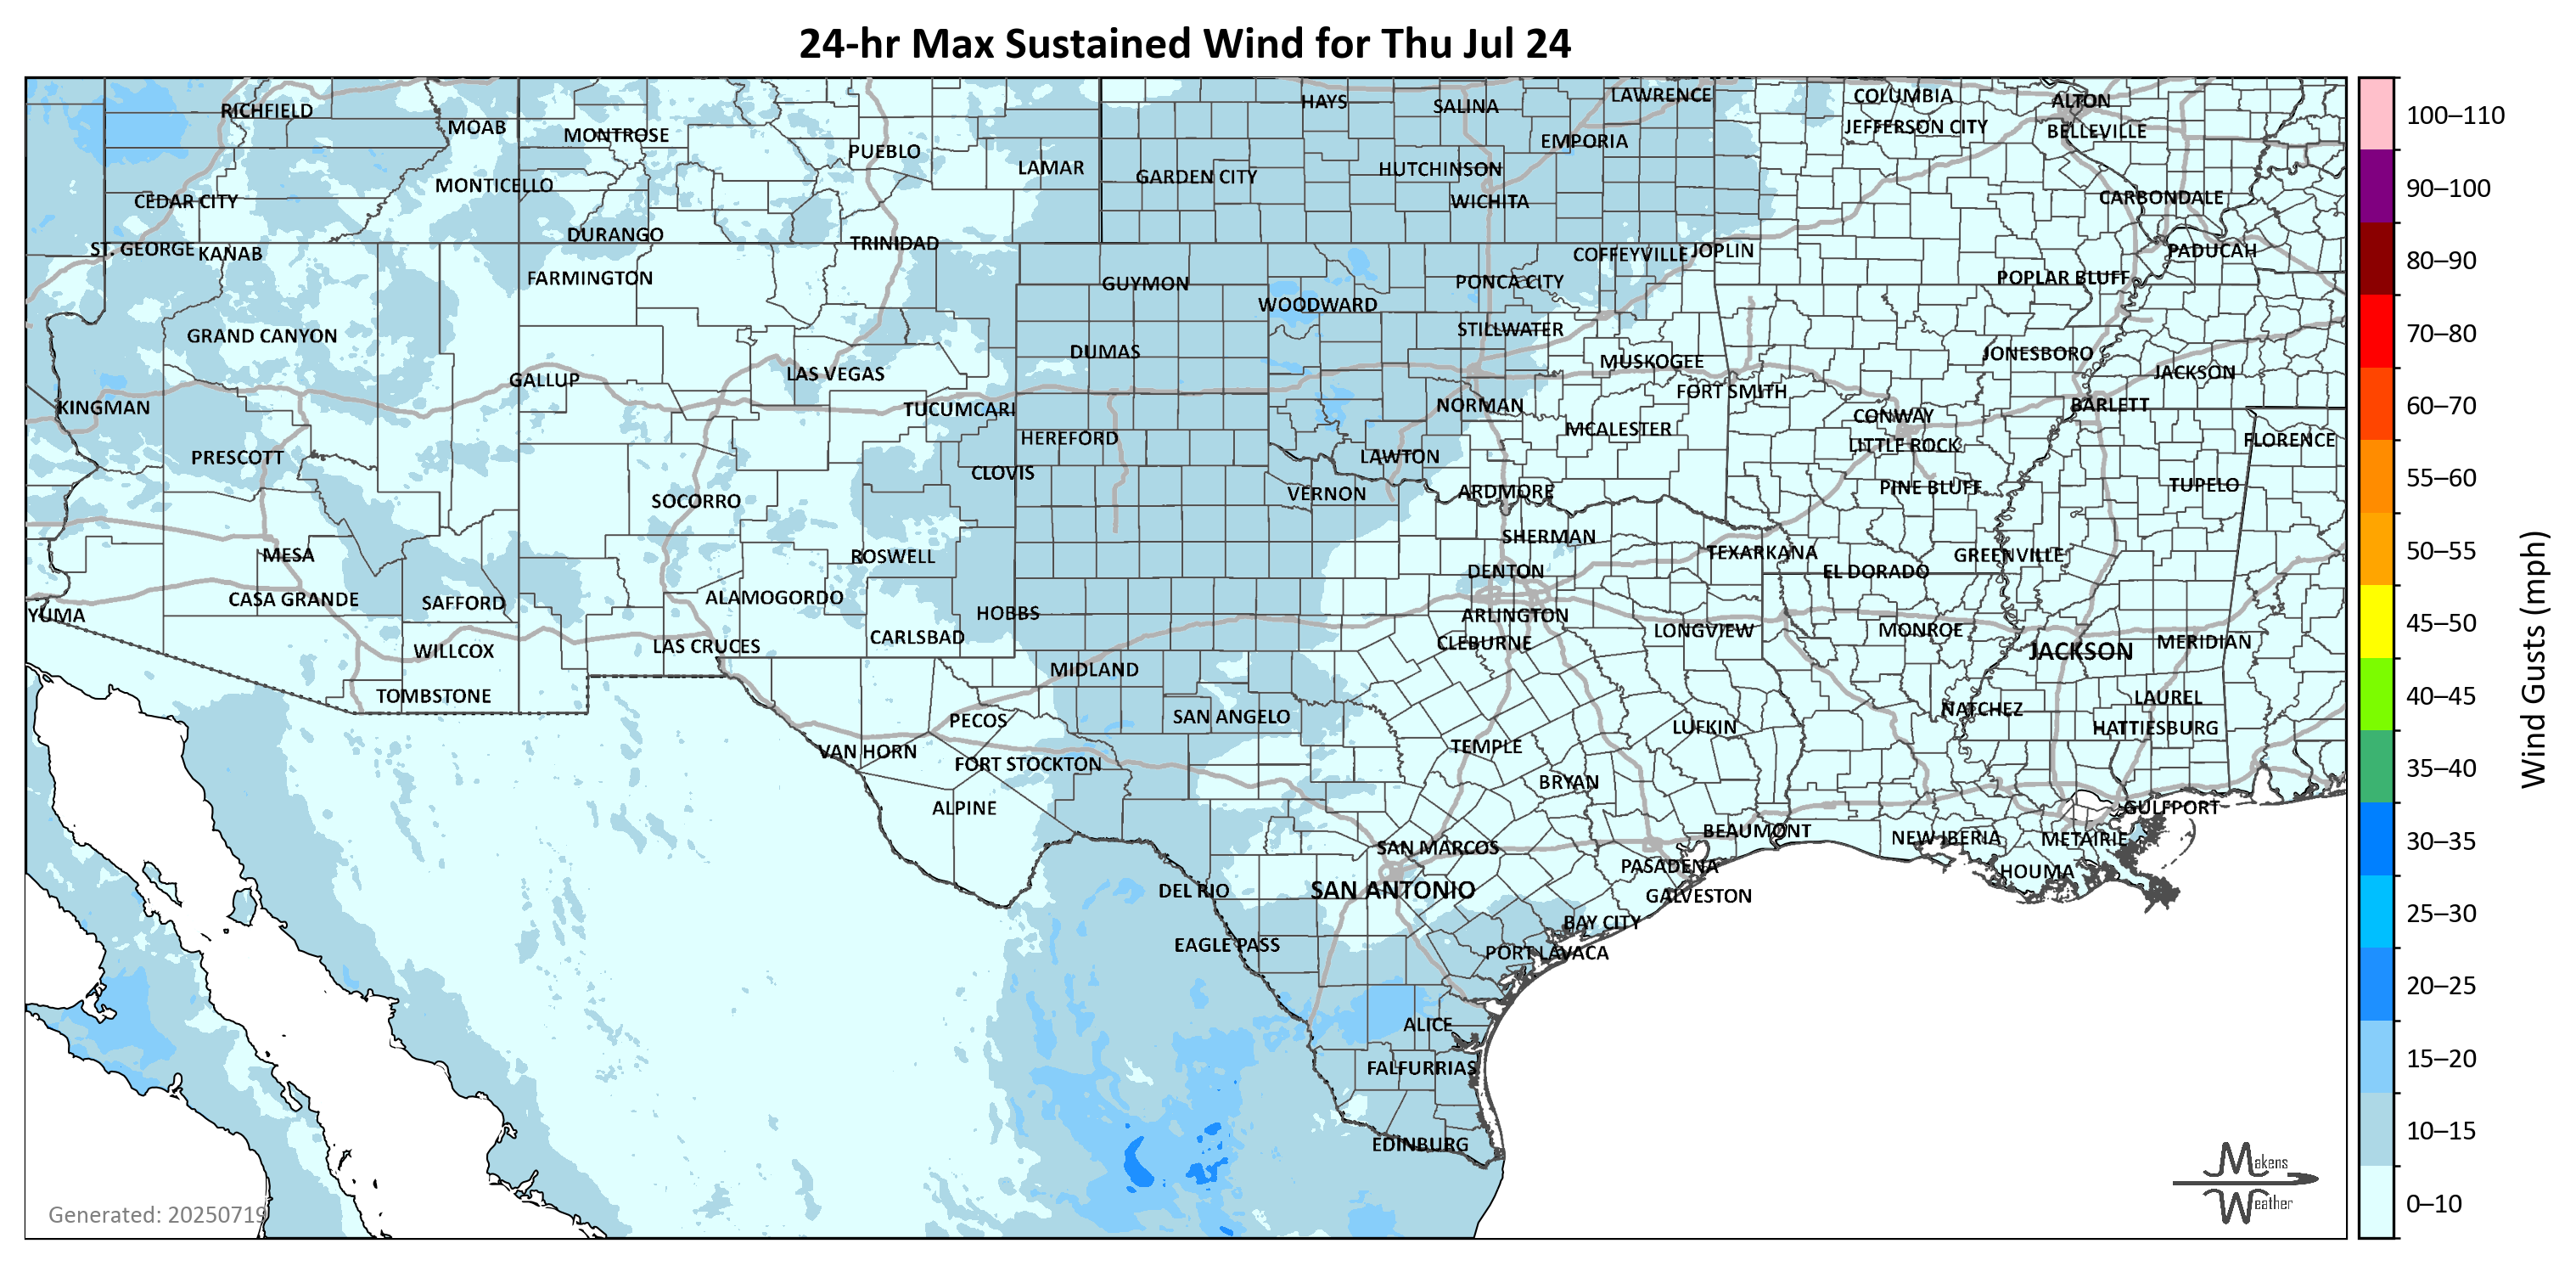 24-hr Max Sustained Wind for Thu Jul 24
RICHFIELD
MOAB
MONTROSE
PUEBLO
LAMAR
HAYS
SALINA
LAWRENCE
COLUMBIA
ALTON
JEFFERSON CITY
BELLEVILLE
EMPORIA
GARDEN CITY
HUTCHINSON
MONTICELLO
CEDAR CITY
WICHITA
CARBONDALE
ST. GEORGE
KANAB
DURANGO
TRINIDAD
COFFEYVILLE
JOPLIN
PADUCAH
FARMINGTON
GUYMON
PONCA CITY
POPLAR BLUFF
WOODWARD
GRAND CANYON
STILLWATER
DUMAS
MUSKOGEE
JONESBORO
GALLUP
LAS VEGAS
JACKSON
FORT SMITH
KINGMAN
TUCUMCARI
NORMAN
CONWAY
BARLETT
HEREFORD
MCALESTER
LITTLE ROCK
FLORENCE
PRESCOTT
CLOVIS
LAWTON
SOCORRO
VERNON
ARDMORE
PINE BLUFF
TUPELO
SHERMAN
MESA
ROSWELL
TEXARKANA
GREENVILLE
DENTON
EL DORADO
YUMA
CASA GRANDE
SAFFORD
ALAMOGORDO
HOBBS
ARLINGTON
WILLCOX
LAS CRUCES
CARLSBAD
CLEBURNE
LONGVIEW
MONROE
JACKSON
MERIDIAN
MIDLAND
TOMBSTONE
PECOS
SAN ANGELO
LUFKIN
NATCHEZ
LAUREL
HATTIESBURG
VAN HORN
FORT STOCKTON
TEMPLE
BRYAN
ALPINE
GULFPORT
BEAUMONT
NEW IBERIA
METAIRIE
SAN MARCOS
PASADENA
HOUMA
DEL RIO
SAN ANTONIO
GALVESTON
BAY CITY
EAGLE PASS
PORT LAVACA
ALICE
FALFURRIAS
EDINBURG
Generated: 20250719
Makens
Weather
100–110
90–100
80–90
70–80
60–70
55–60
50–55
45–50
40–45
35–40
30–35
25–30
20–25
15–20
10–15
0–10
Wind Gusts (mph)